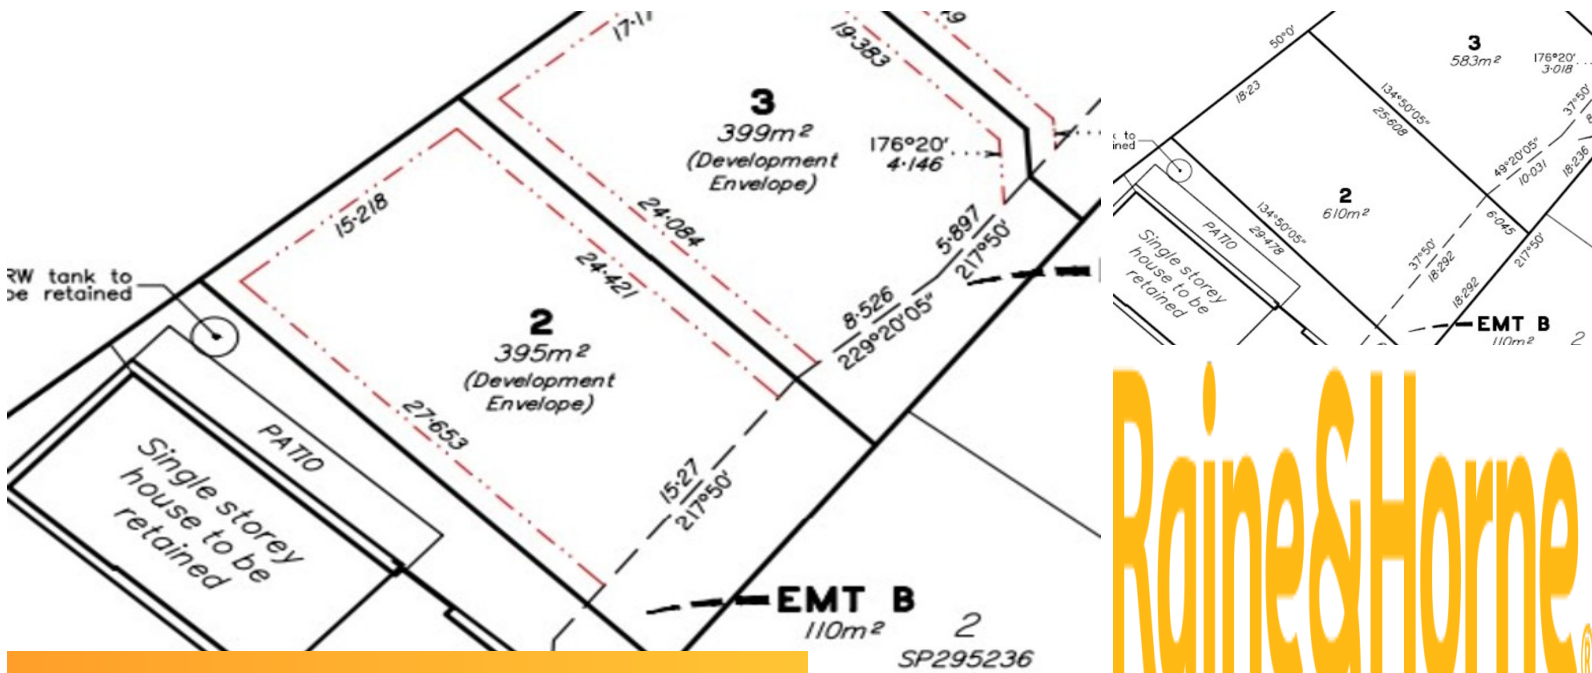 17·17
49
19·383
3
399m²
(Development
Envelope)
176°20'
4·146
15·218
24·084
5·897
217°50'
RW tank to
be retained
24·421
8·526
229°20'05"
2
395m²
(Development
Envelope)
27·653
PATIO
Single storey
house to be
retained
15·27
217°50'
EMT B
110m²
2
SP295236
50°0'
3
583m²
176°20'
3·018
18·23
134°50'05"
25·608
37°50'
k to
ined
49°20'05"
10·031
18·236
2
610m²
6·045
134°50'05"
29·478
PATIO
37°50'
18·292
217°50'
Single storey
house to be
retained
18·292
EMT B
110m²
2
Raine&Horne®